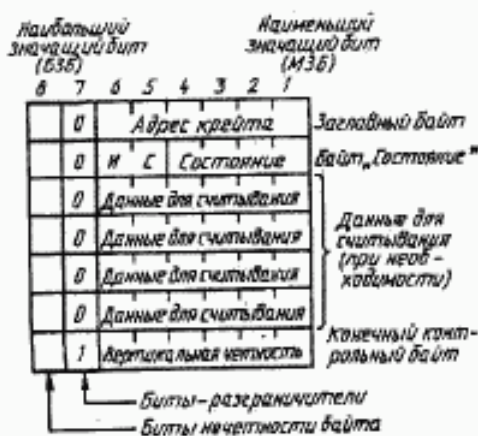 Наибольший
значащий бит
(БЗБ)
Наименьший
значащий бит
(МЗБ)
8 7 6 5 4 3 2 1
0 Адрес крейта Заглавный байт
0 И С Состояние Байт „Состояние"
0 Данные для считывания
0 Данные для считывания
0 Данные для считывания
0 Данные для считывания
Данные для
считывания
(при необ-
ходимости)
1 Вертикальная четность
Конечный конт-
рольный байт
Биты-разграничители
Биты нечетности байта